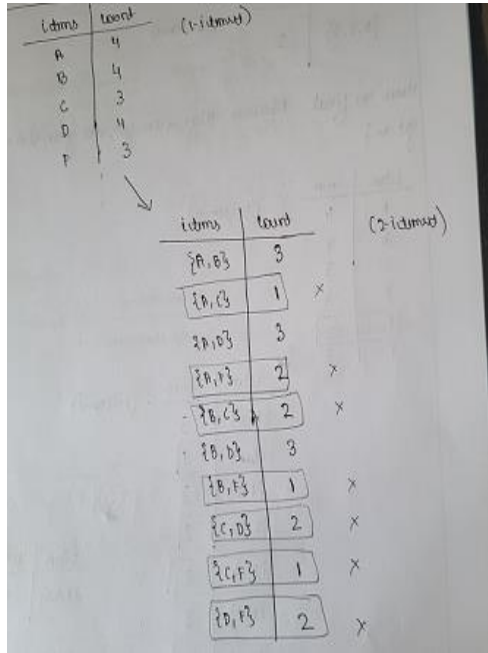 items count (1-itemset)
A 4
B 4
C 3
D 4
F 3
items count (2-itemset)
{A,B} 3
{A,C} 1 ×
{A,D} 3
{A,F} 2 ×
{B,C} 2 ×
{B,D} 3
{B,F} 1 ×
{C,D} 2 ×
{C,F} 1 ×
{D,F} 2 ×